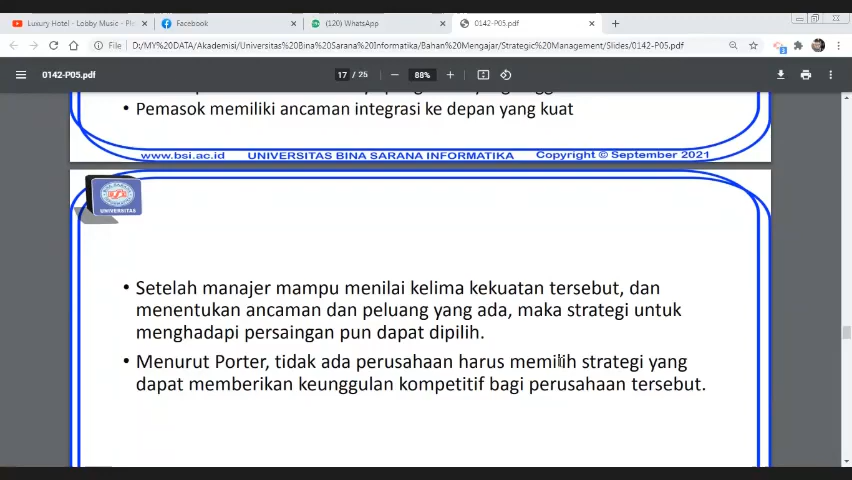 Luxury Hotel - Lobby Music - Ple
Facebook
(120) WhatsApp
0142-P05.pdf
File
D:/MY%20DATA/Akademisi/Universitas%20Bina%20Sarana%20Informatika/Bahan%20Mengajar/Strategic%20Management/Slides/0142-P05.pdf
0142-P05.pdf
17 / 25
88%
• Pemasok memiliki ancaman integrasi ke depan yang kuat
www.bsi.ac.id UNIVERSITAS BINA SARANA INFORMATIKA Copyright © September 2021
UNIVERSITAS
• Setelah manajer mampu menilai kelima kekuatan tersebut, dan
menentukan ancaman dan peluang yang ada, maka strategi untuk
menghadapi persaingan pun dapat dipilih.
• Menurut Porter, tidak ada perusahaan harus memilih strategi yang
dapat memberikan keunggulan kompetitif bagi perusahaan tersebut.